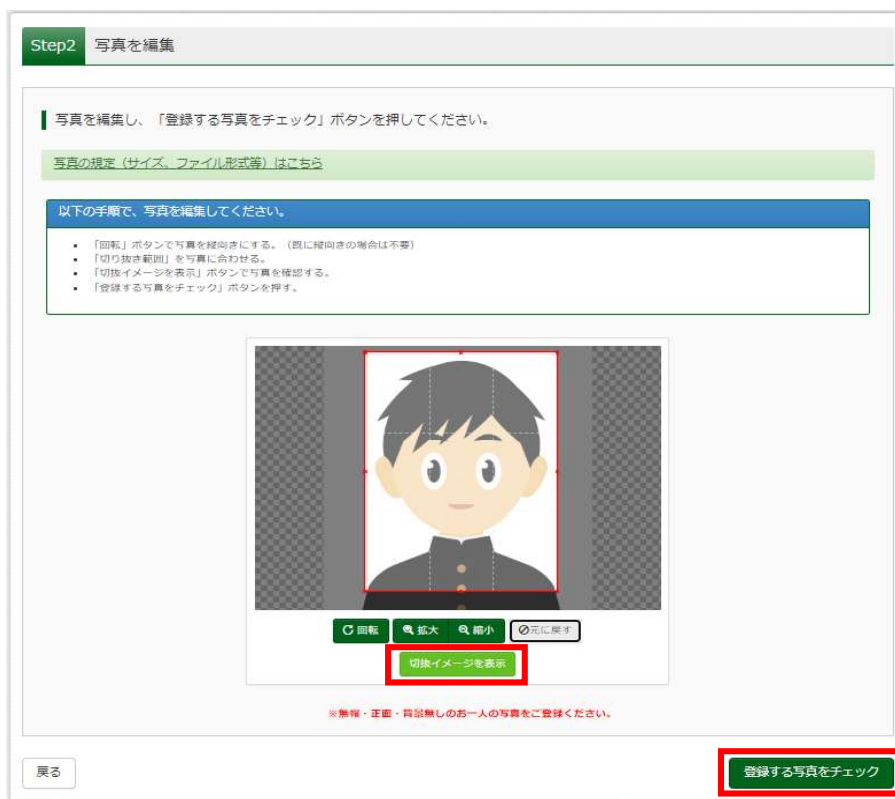 Step2 写真を編集
写真を編集し、「登録する写真をチェック」ボタンを押してください。
写真の規定（サイズ、ファイル形式等）はこちら
以下の手順で、写真を編集してください。
「回転」ボタンで写真を縦向きにする。（既に縦向きの場合は不要）
「切り抜き範囲」を写真に合わせる。
「切抜イメージを表示」ボタンで写真を確認する。
「登録する写真をチェック」ボタンを押す。
回転 拡大 縮小 元に戻す
切抜イメージを表示
※無帽・正面・背景無しのお一人の写真をご登録ください。
戻る 登録する写真をチェック